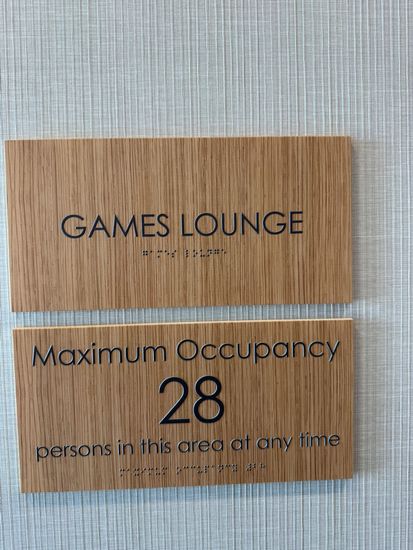 GAMES LOUNGE
Maximum Occupancy
28
persons in this area at any time